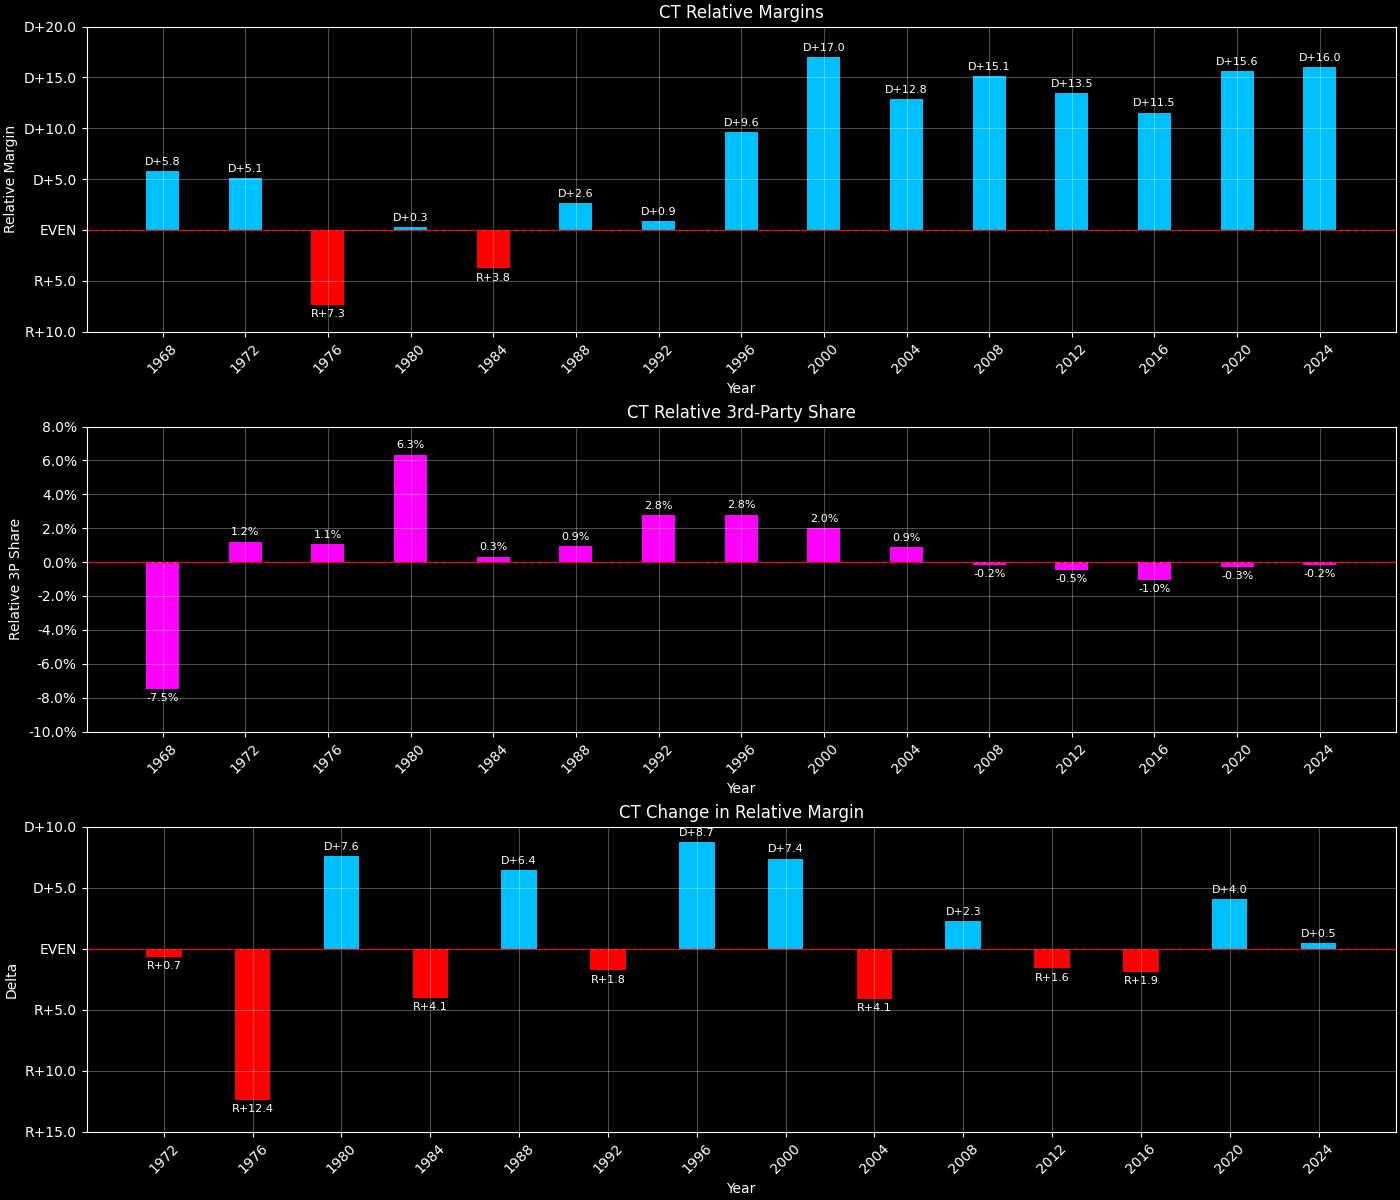 CT Relative Margins
D+20.0
D+15.0
D+10.0
D+5.0
EVEN
R+5.0
R+10.0
Relative Margin
D+5.8
D+5.1
R+7.3
D+0.3
R+3.8
D+2.6
D+0.9
D+9.6
D+17.0
D+12.8
D+15.1
D+13.5
D+11.5
D+15.6
D+16.0
1968
1972
1976
1980
1984
1988
1992
1996
2000
2004
2008
2012
2016
2020
2024
Year
CT Relative 3rd-Party Share
8.0%
6.0%
4.0%
2.0%
0.0%
-2.0%
-4.0%
-6.0%
-8.0%
-10.0%
Relative 3P Share
-7.5%
1.2%
1.1%
6.3%
0.3%
0.9%
2.8%
2.8%
2.0%
0.9%
-0.2%
-0.5%
-1.0%
-0.3%
-0.2%
1968
1972
1976
1980
1984
1988
1992
1996
2000
2004
2008
2012
2016
2020
2024
Year
CT Change in Relative Margin
D+10.0
D+5.0
EVEN
R+5.0
R+10.0
R+15.0
Delta
R+0.7
R+12.4
D+7.6
R+4.1
D+6.4
R+1.8
D+8.7
D+7.4
R+4.1
D+2.3
R+1.6
R+1.9
D+4.0
D+0.5
1972
1976
1980
1984
1988
1992
1996
2000
2004
2008
2012
2016
2020
2024
Year